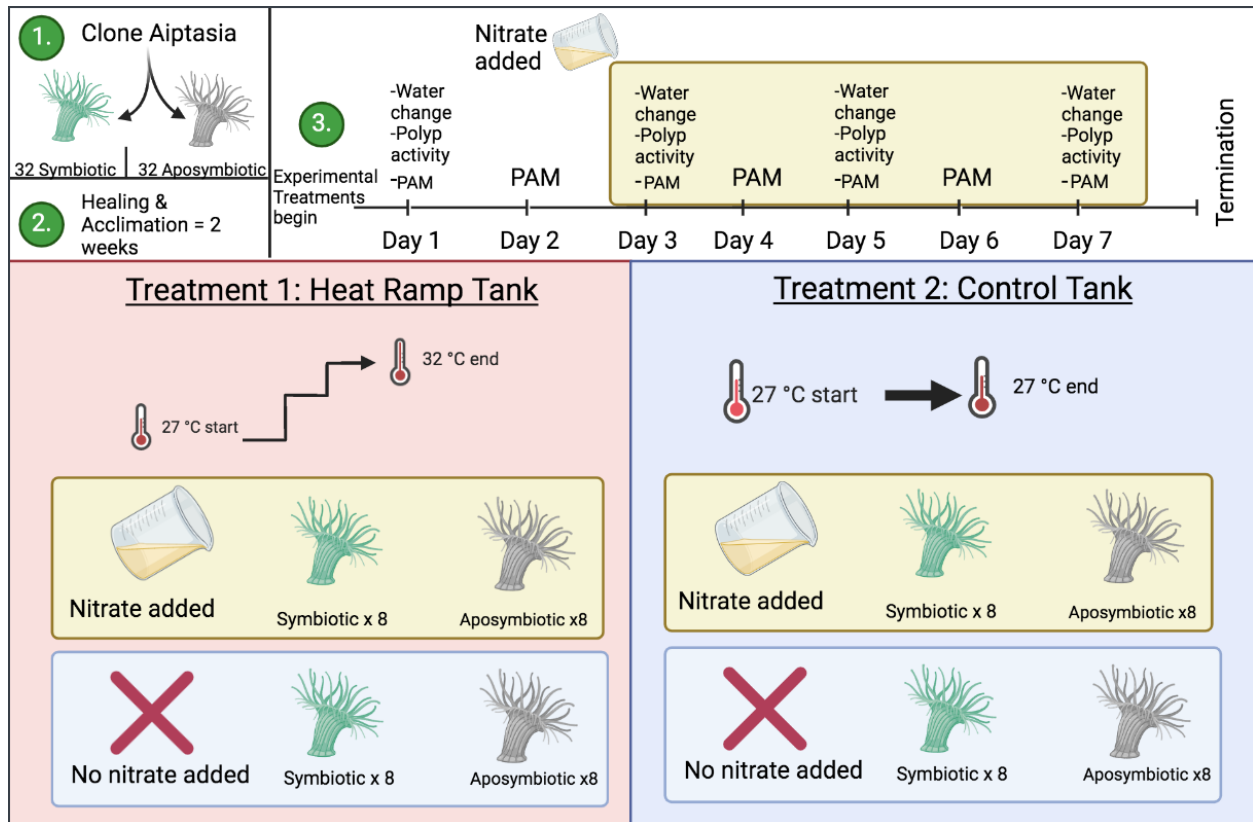 1.
Clone Aiptasia
32 Symbiotic
32 Aposymbiotic
2.
Healing &
Acclimation = 2
weeks
3.
Experimental
Treatments
begin
Nitrate
added
-Water
change
-Polyp
activity
-PAM
PAM
-Water
change
-Polyp
activity
-PAM
PAM
-Water
change
-Polyp
activity
-PAM
PAM
-Water
change
-Polyp
activity
-PAM
Day 1
Day 2
Day 3
Day 4
Day 5
Day 6
Day 7
Termination
Treatment 1: Heat Ramp Tank
27 °C start
32 °C end
Nitrate added
Symbiotic x 8
Aposymbiotic x8
No nitrate added
Symbiotic x 8
Aposymbiotic x8
Treatment 2: Control Tank
27 °C start
27 °C end
Nitrate added
Symbiotic x 8
Aposymbiotic x8
No nitrate added
Symbiotic x 8
Aposymbiotic x8